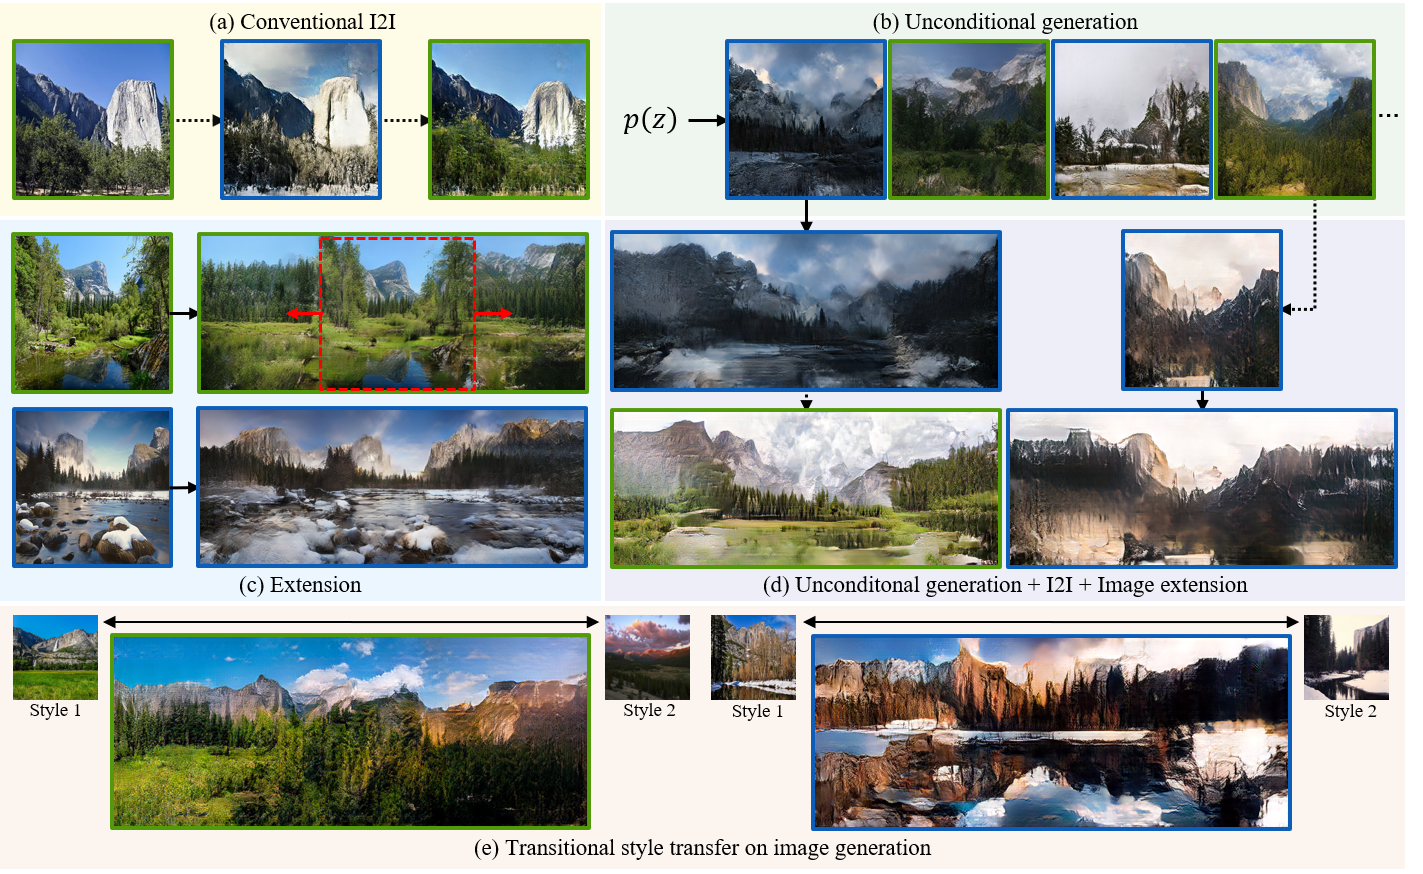 (a) Conventional I2I
(b) Unconditional generation
p(z)
...
(c) Extension
(d) Unconditonal generation + I2I + Image extension
Style 1
Style 2
Style 1
Style 2
(e) Transitional style transfer on image generation